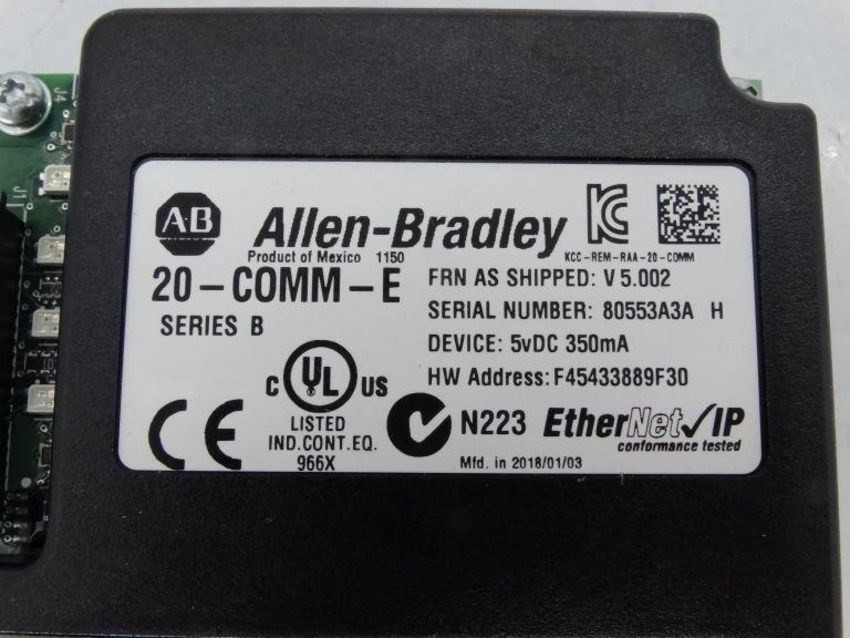 J4
J1
A-B
Allen-Bradley
Product of Mexico 1150
KCC-REM-RAA-20-COMM
20-COMM-E
SERIES B
FRN AS SHIPPED: V 5.002
SERIAL NUMBER: 80553A3A H
DEVICE: 5vDC 350mA
HW Address: F45433889F30
C UL US
LISTED
IND.CONT.EQ.
966X
CE
N223
EtherNet/IP
conformance tested
Mfd. in 2018/01/03